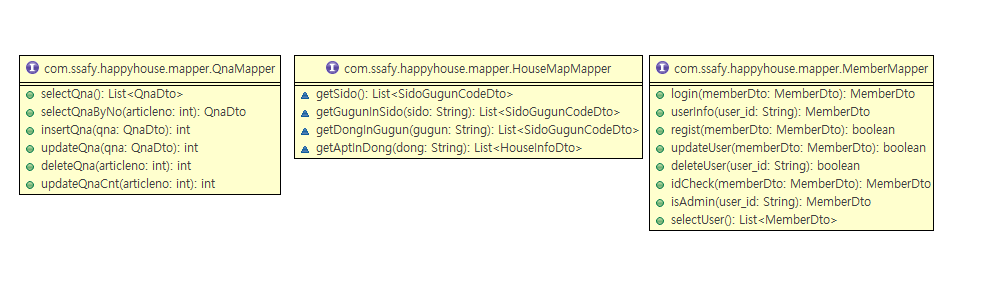 com.ssafy.happyhouse.mapper.QnaMapper
selectQna(): List<QnaDto>
selectQnaByNo(articleno: int): QnaDto
insertQna(qna: QnaDto): int
updateQna(qna: QnaDto): int
deleteQna(articleno: int): int
updateQnaCnt(articleno: int): int
com.ssafy.happyhouse.mapper.HouseMapMapper
getSido(): List<SidoGugunCodeDto>
getGugunInSido(sido: String): List<SidoGugunCodeDto>
getDongInGugun(gugun: String): List<SidoGugunCodeDto>
getAptInDong(dong: String): List<HouseInfoDto>
com.ssafy.happyhouse.mapper.MemberMapper
login(memberDto: MemberDto): MemberDto
userInfo(user_id: String): MemberDto
regist(memberDto: MemberDto): boolean
updateUser(memberDto: MemberDto): boolean
deleteUser(user_id: String): boolean
idCheck(memberDto: MemberDto): MemberDto
isAdmin(user_id: String): MemberDto
selectUser(): List<MemberDto>